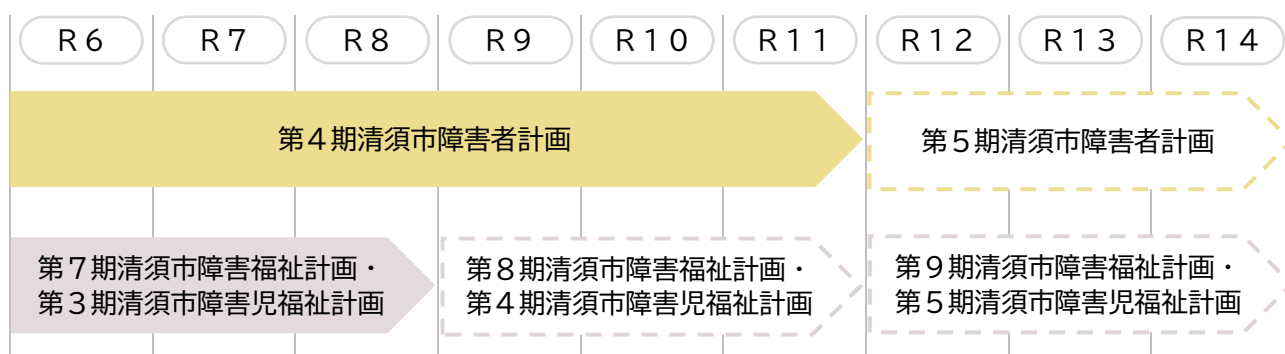 R6 R7 R8 R9 R10 R11 R12 R13 R14
第4期清須市障害者計画
第5期清須市障害者計画
第7期清須市障害福祉計画・
第3期清須市障害児福祉計画
第8期清須市障害福祉計画・
第4期清須市障害児福祉計画
第9期清須市障害福祉計画・
第5期清須市障害児福祉計画